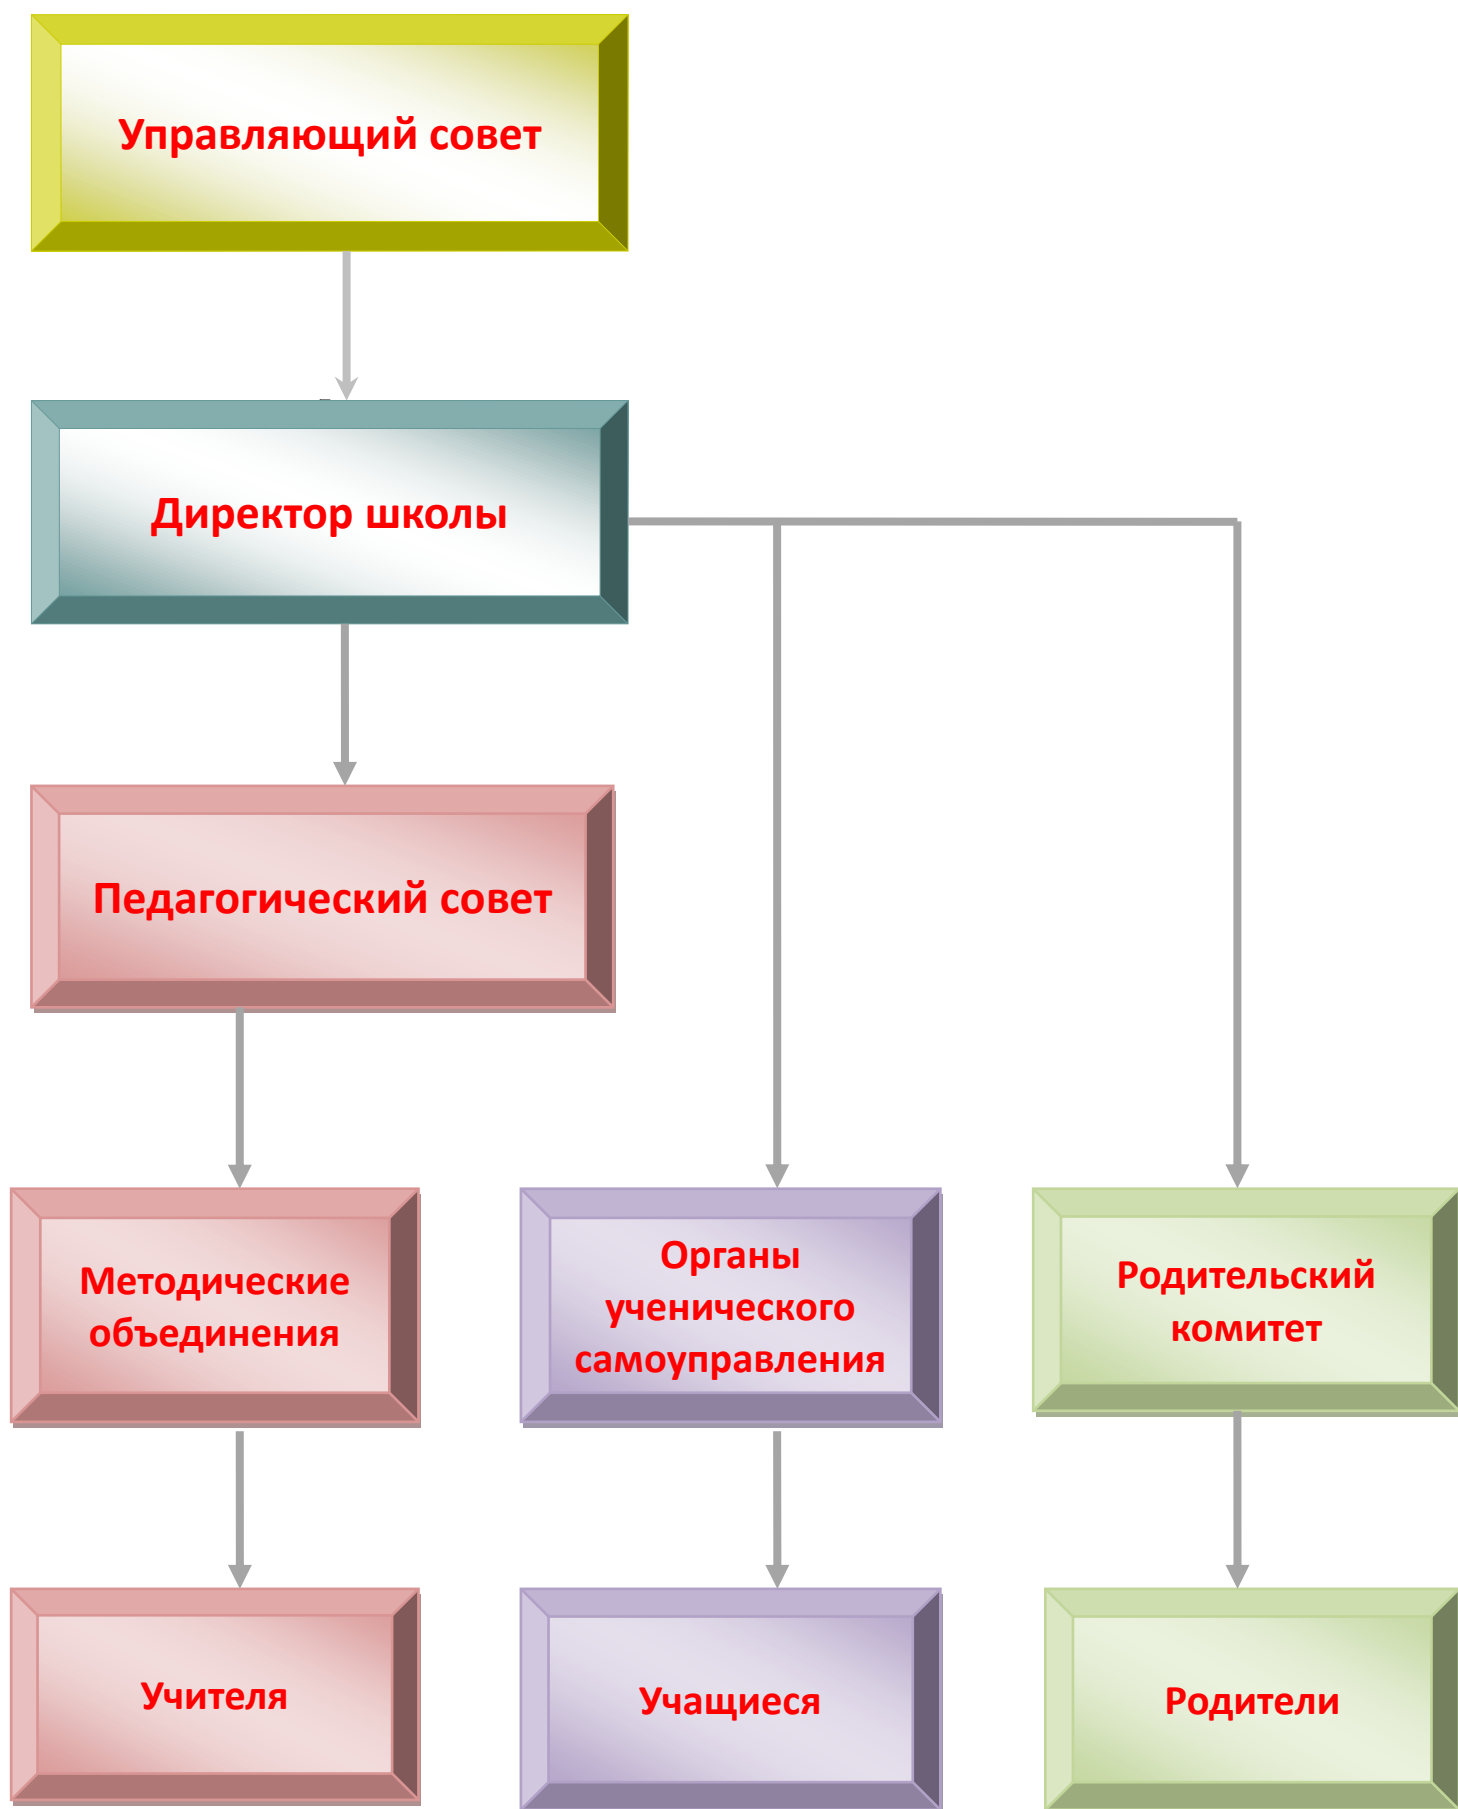 Управляющий совет
Директор школы
Педагогический совет
Методические
объединения
Органы
ученического
самоуправления
Родительский
комитет
Учителя
Учащиеся
Родители